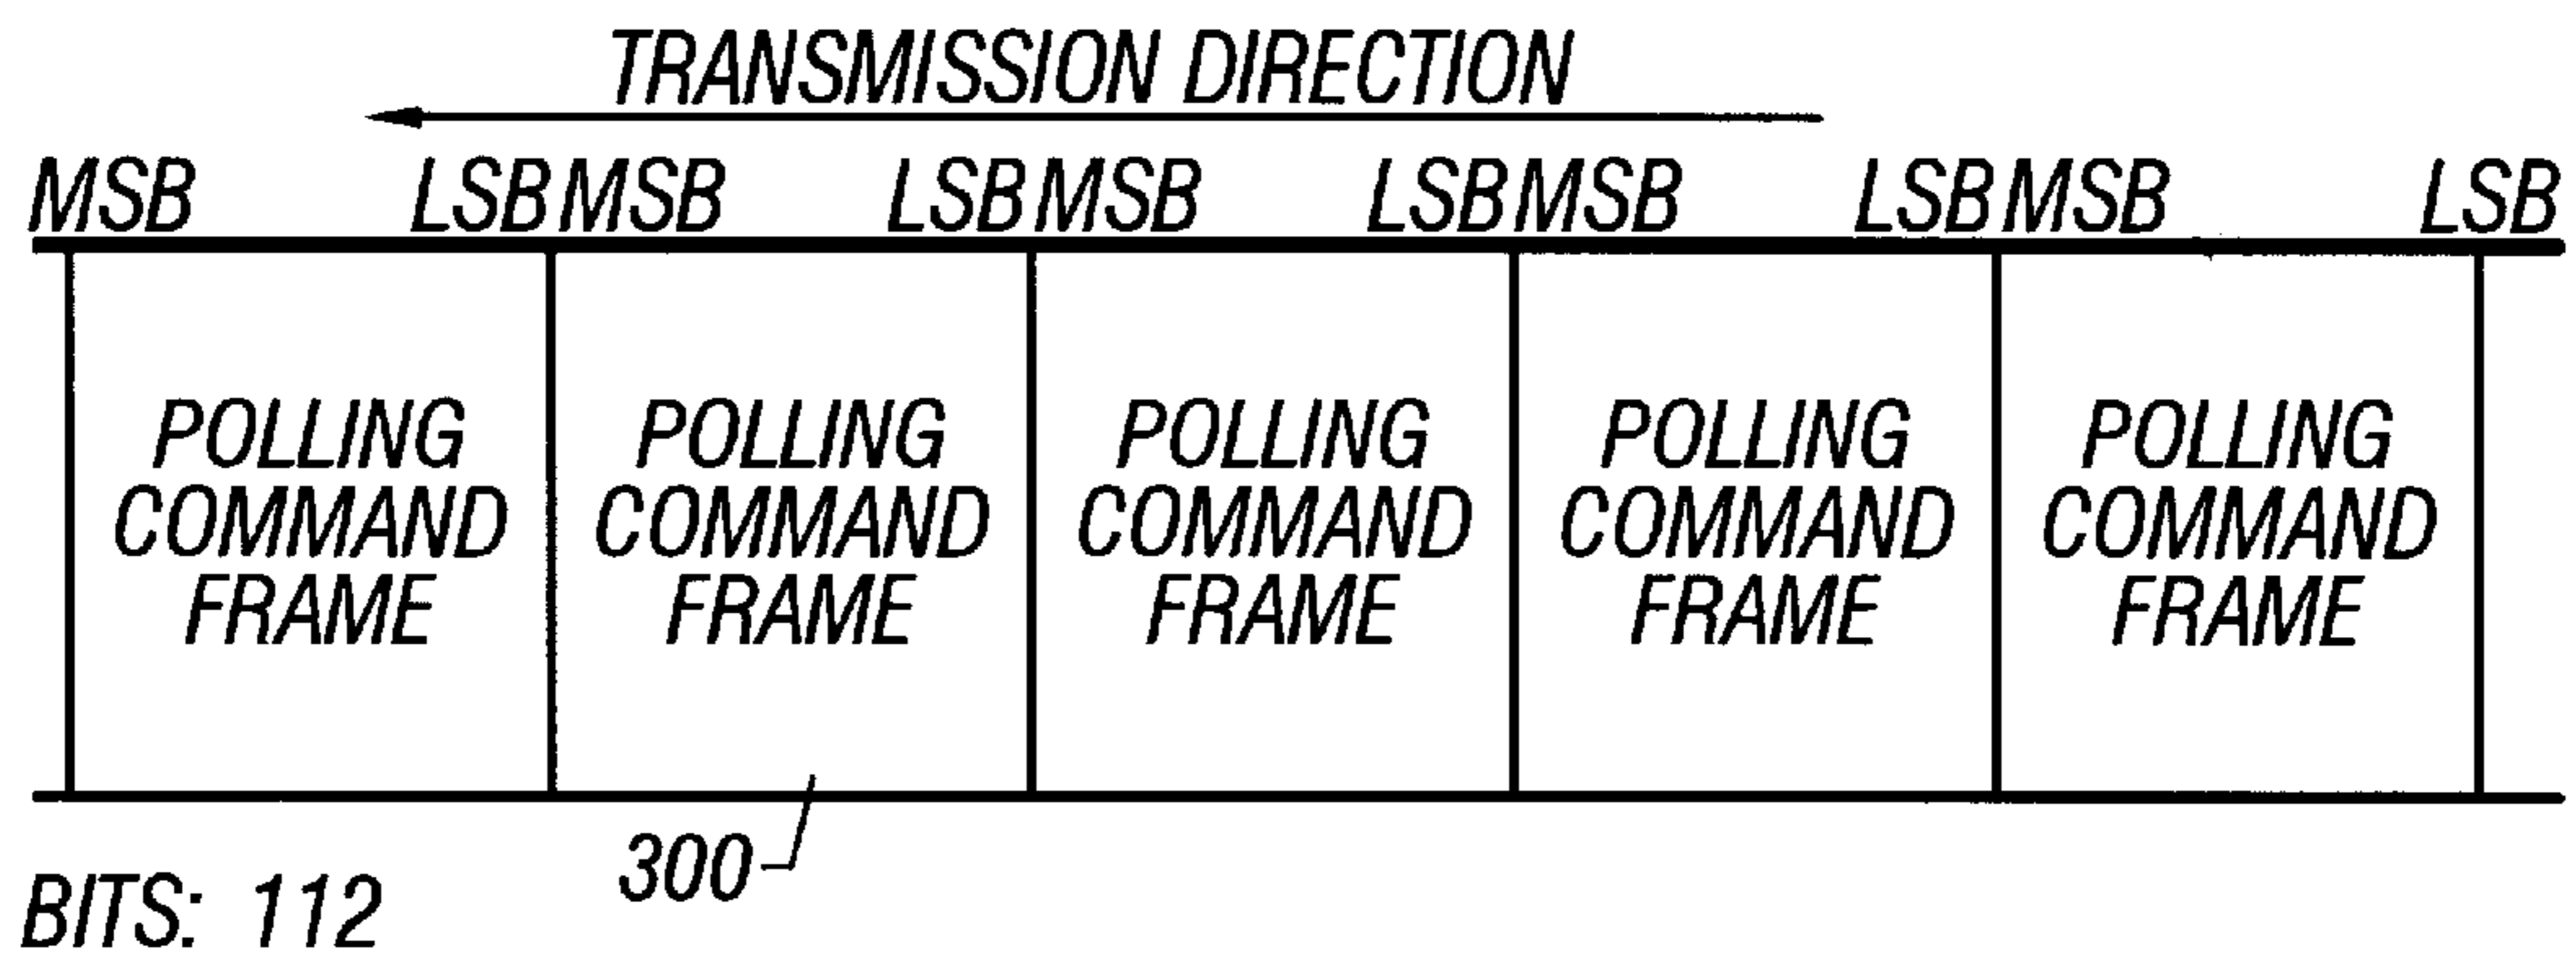 TRANSMISSION DIRECTION
MSB LSB MSB LSB MSB LSB MSB LSB MSB LSB
POLLING POLLING POLLING POLLING POLLING
COMMAND COMMAND COMMAND COMMAND COMMAND
FRAME FRAME FRAME FRAME FRAME
300
BITS: 112